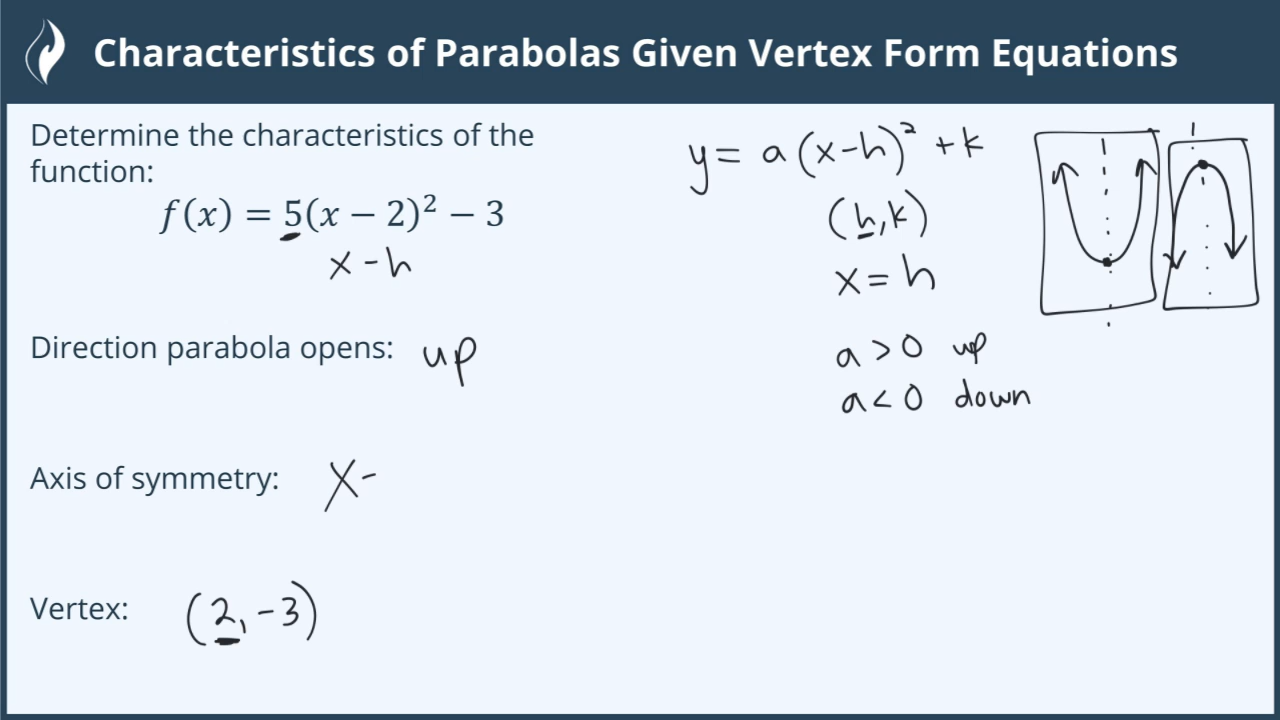 Characteristics of Parabolas Given Vertex Form Equations
Determine the characteristics of the
function:
f(x) = 5(x − 2)² − 3
x - h
Direction parabola opens: up
Axis of symmetry: x -
Vertex: (2, -3)
y = a (x-h)² + k
(h,k)
x = h
a > 0 up
a < 0 down